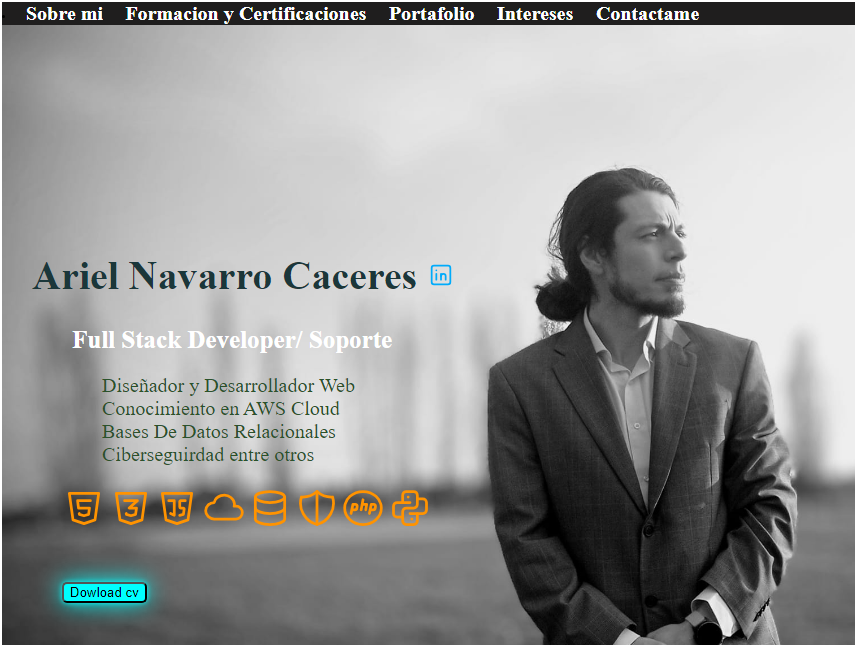 Sobre mi Formacion y Certificaciones Portafolio Intereses Contactame
Ariel Navarro Caceres in
Full Stack Developer/ Soporte
Diseñador y Desarrollador Web
Conocimiento en AWS Cloud
Bases De Datos Relacionales
Ciberseguirdad entre otros
5 3 JS php
Dowload cv